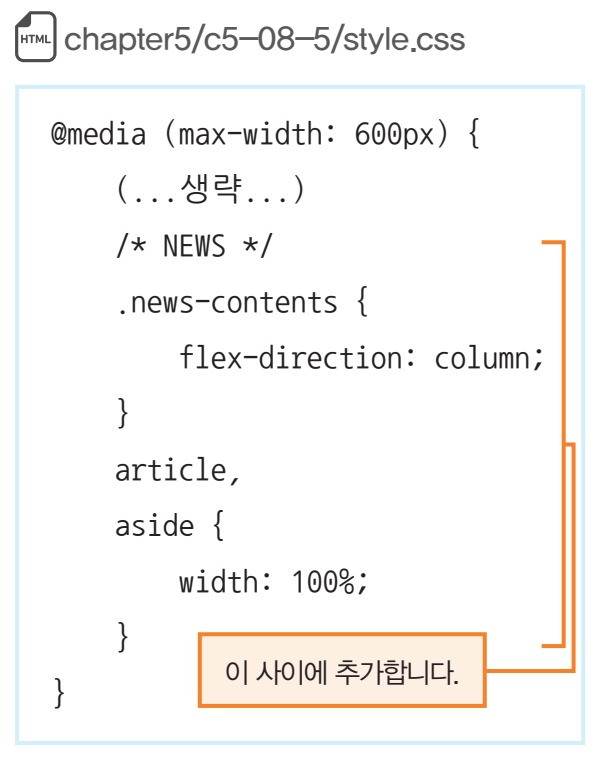 HTML
chapter5/c5-08-5/style.css
@media (max-width: 600px) {
(...생략...)
/* NEWS */
.news-contents {
flex-direction: column;
}
article,
aside {
width: 100%;
}
이 사이에 추가합니다.
}